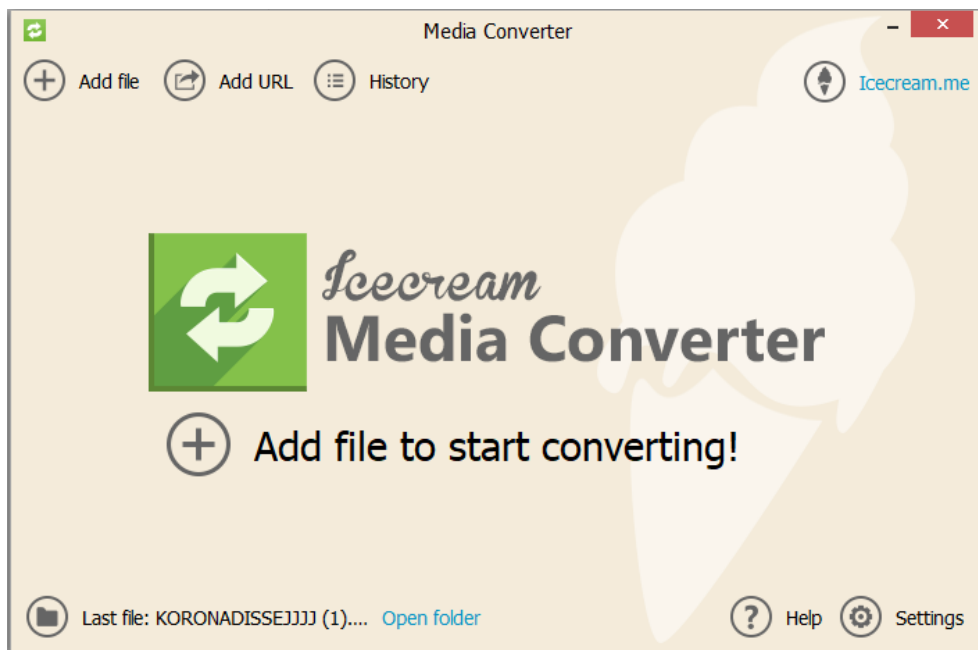 Media Converter
Add file Add URL History Icecream.me
Icecream
Media Converter
Add file to start converting!
Last file: KORONADISSEJJJJ (1).... Open folder Help Settings